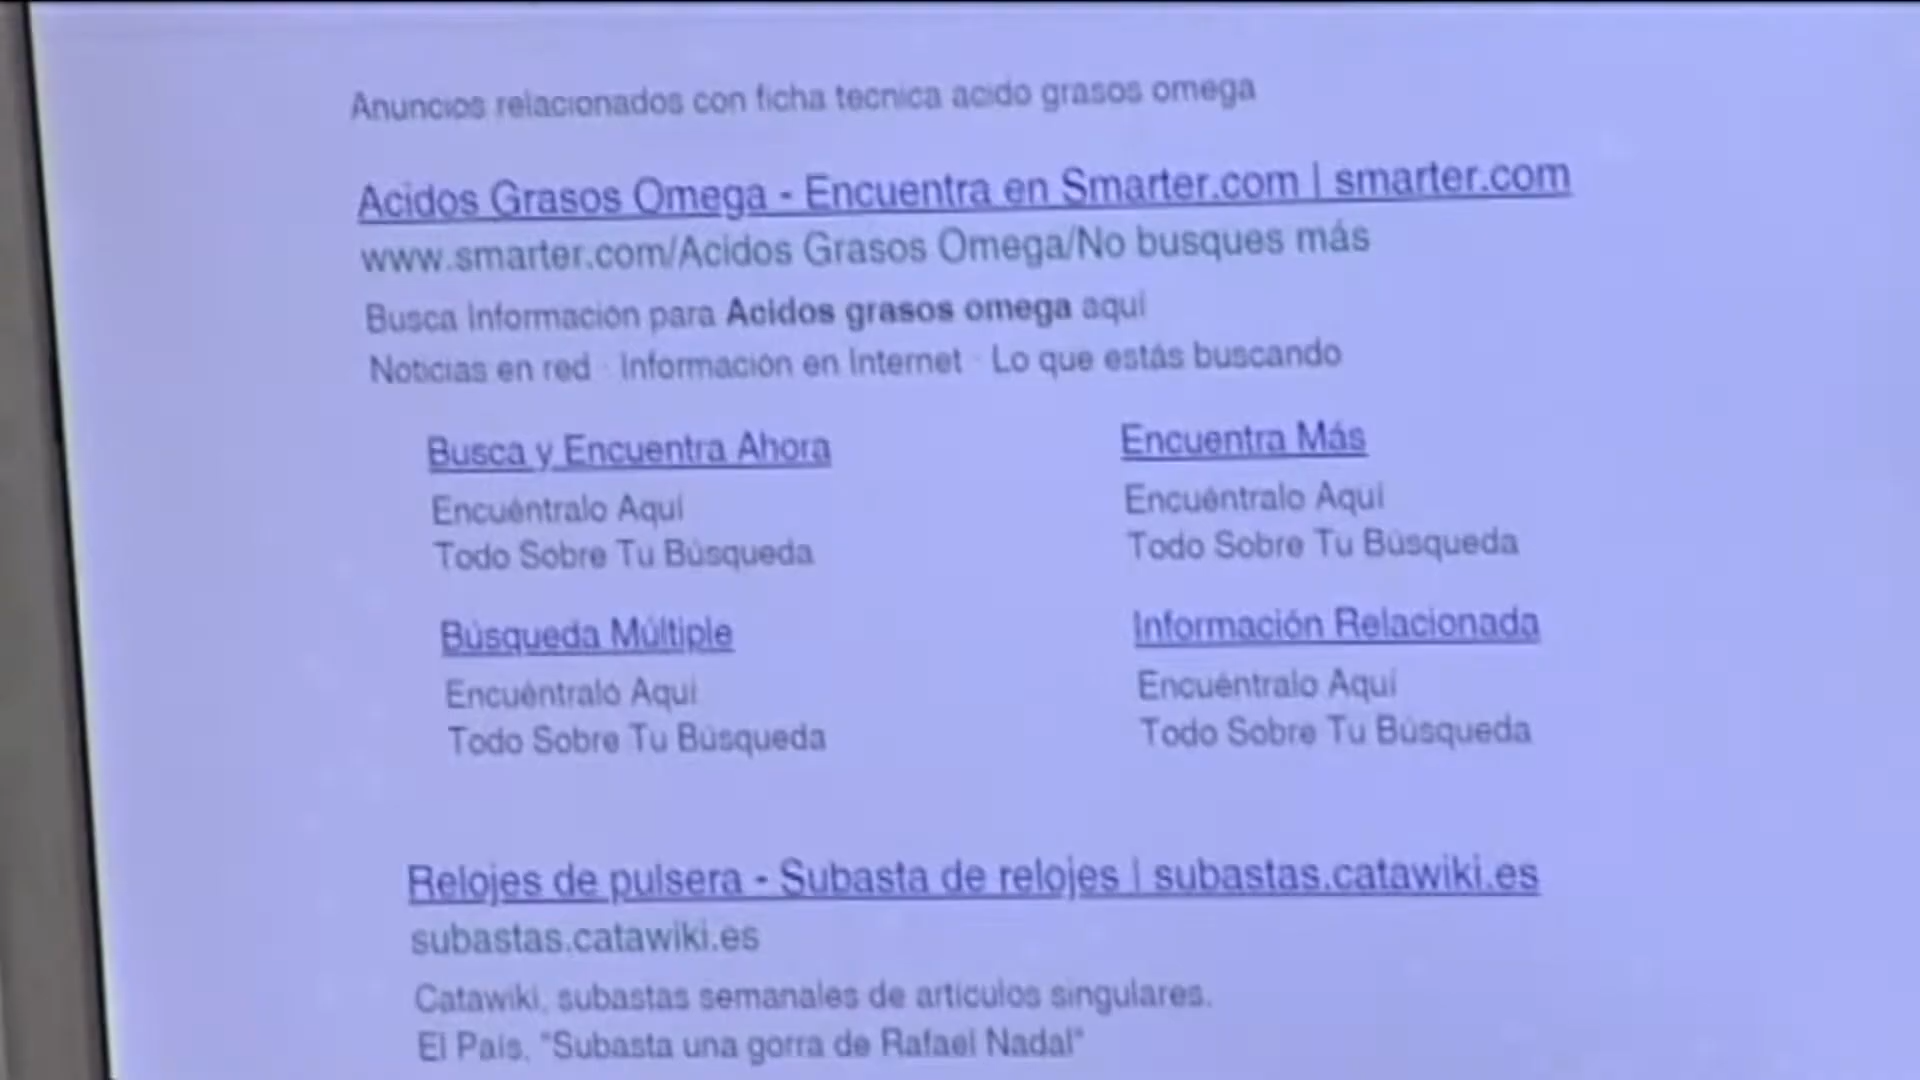 Anuncios relacionados con ficha tecnica acido grasos omega
Acidos Grasos Omega - Encuentra en Smarter.com | smarter.com
www.smarter.com/Acidos Grasos Omega/No busques más
Busca Información para Acidos grasos omega aquí
Noticias en red · Información en Internet · Lo que estás buscando
Busca y Encuentra Ahora
Encuéntralo Aquí
Todo Sobre Tu Búsqueda
Encuentra Más
Encuéntralo Aquí
Todo Sobre Tu Búsqueda
Búsqueda Múltiple
Encuéntralo Aquí
Todo Sobre Tu Búsqueda
Información Relacionada
Encuéntralo Aquí
Todo Sobre Tu Búsqueda
Relojes de pulsera - Subasta de relojes | subastas.catawiki.es
subastas.catawiki.es
Catawiki, subastas semanales de artículos singulares.
El País, "Subasta una gorra de Rafael Nadal"